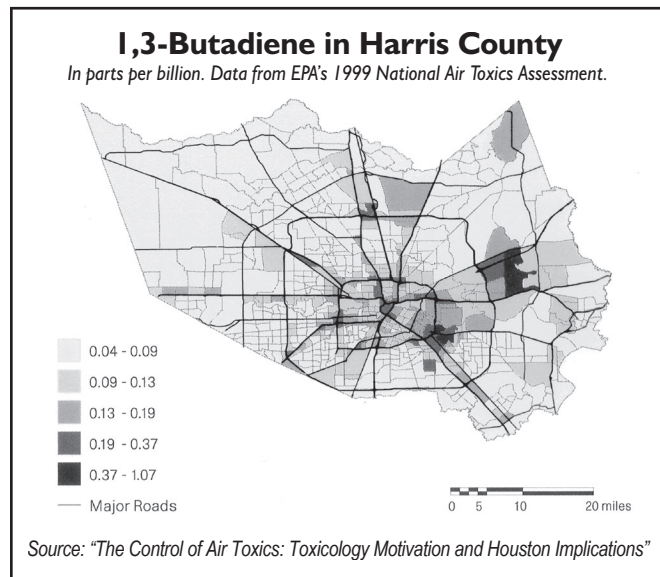 1,3-Butadiene in Harris County
In parts per billion. Data from EPA's 1999 National Air Toxics Assessment.
0.04 - 0.09
0.09 - 0.13
0.13 - 0.19
0.19 - 0.37
0.37 - 1.07
Major Roads
0 5 10 20 miles
Source: “The Control of Air Toxics: Toxicology Motivation and Houston Implications”